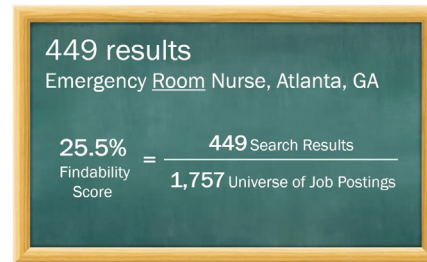 449 results
Emergency Room Nurse, Atlanta, GA
25.5%
Findability
Score
=
449 Search Results
1,757 Universe of Job Postings